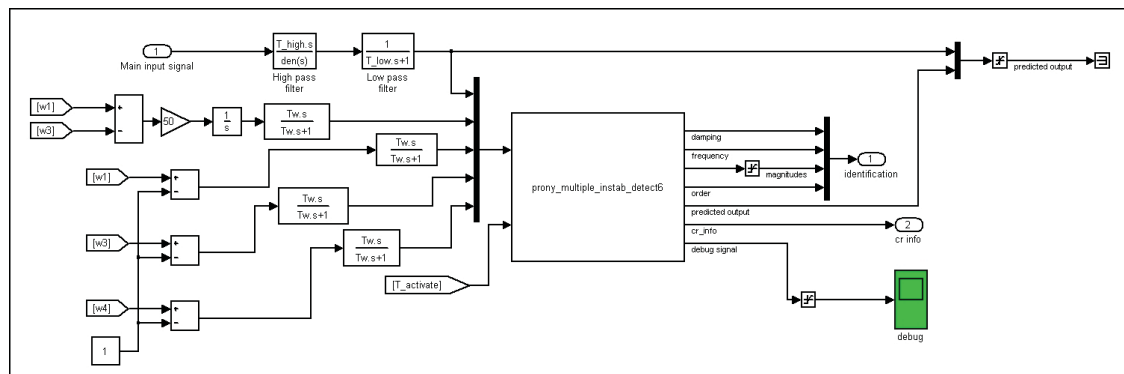 1
Main input signal
T_high.s
den(s)
High pass
filter
1
T_low.s+1
Low pass
filter
predicted output
[w1]
+
[w3]
-
50
1
s
Tw.s
Tw.s+1
Tw.s
Tw.s+1
[w1]
+
-
Tw.s
Tw.s+1
[w3]
+
-
Tw.s
Tw.s+1
[w4]
+
-
1
[T_activate]
prony_multiple_instab_detect6
damping
frequency
magnitudes
order
predicted output
cr_info
debug signal
1
identification
2
cr info
debug